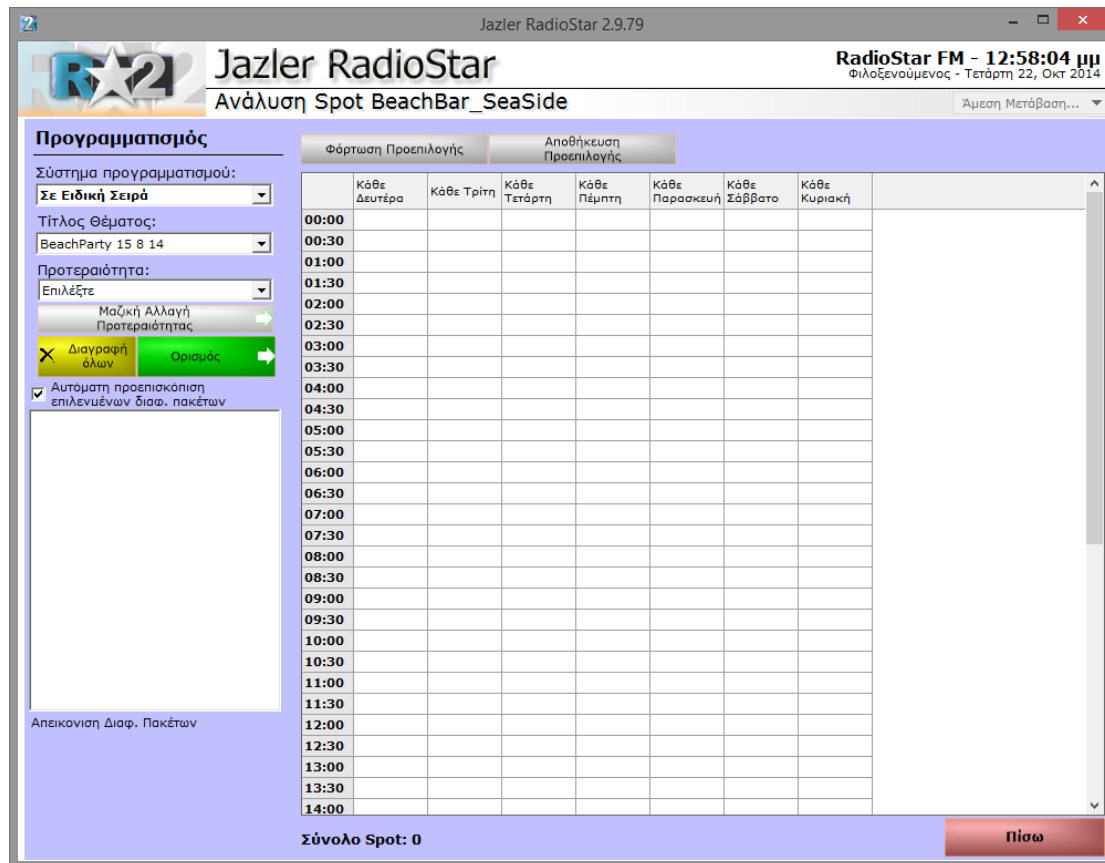 Jazler RadioStar 2.9.79
R 2
Jazler RadioStar
RadioStar FM - 12:58:04 μμ
Φιλοξενούμενος - Τετάρτη 22, Οκτ 2014
Ανάλυση Spot BeachBar_SeaSide
Άμεση Μετάβαση...
Προγραμματισμός
Σύστημα προγραμματισμού:
Σε Ειδική Σειρά
Τίτλος Θέματος:
BeachParty 15 8 14
Προτεραιότητα:
Επιλέξτε
Μαζική Αλλαγή
Προτεραιότητας
Διαγραφή
όλων
Ορισμός
Αυτόματη προεπισκόπιση
επιλενμένων διαφ. πακέτων
Απεικονιση Διαφ. Πακέτων
Φόρτωση Προεπιλογής
Αποθήκευση
Προεπιλογής
Κάθε Δευτέρα
Κάθε Τρίτη
Κάθε Τετάρτη
Κάθε Πέμπτη
Κάθε Παρασκευή
Κάθε Σάββατο
Κάθε Κυριακή
00:00
00:30
01:00
01:30
02:00
02:30
03:00
03:30
04:00
04:30
05:00
05:30
06:00
06:30
07:00
07:30
08:00
08:30
09:00
09:30
10:00
10:30
11:00
11:30
12:00
12:30
13:00
13:30
14:00
Σύνολο Spot: 0
Πίσω